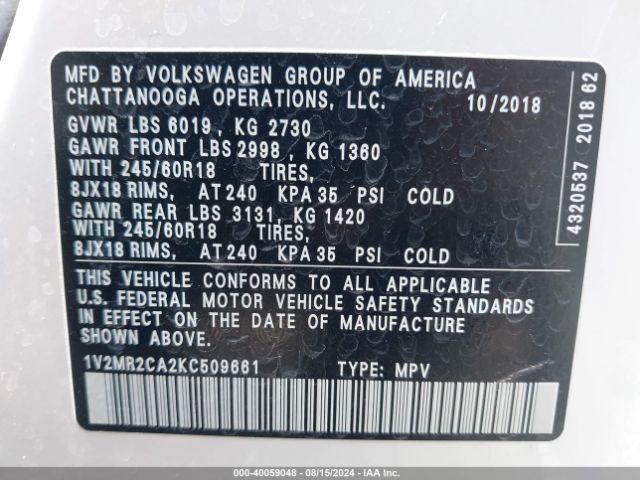 MFD BY VOLKSWAGEN GROUP OF AMERICA
CHATTANOOGA OPERATIONS, LLC. 10/2018
GVWR LBS 6019, KG 2730
GAWR FRONT LBS 2998, KG 1360
WITH 245/60R18 TIRES,
8JX18 RIMS, AT 240 KPA 35 PSI COLD
GAWR REAR LBS 3131, KG 1420
WITH 245/60R18 TIRES,
8JX18 RIMS, AT 240 KPA 35 PSI COLD
THIS VEHICLE CONFORMS TO ALL APPLICABLE
U.S. FEDERAL MOTOR VEHICLE SAFETY STANDARDS
IN EFFECT ON THE DATE OF MANUFACTURE
SHOWN ABOVE.
1V2MR2CA2KC509661 TYPE: MPV
4320537 2018 62
000-40059048 - 08/15/2024 - IAA Inc.